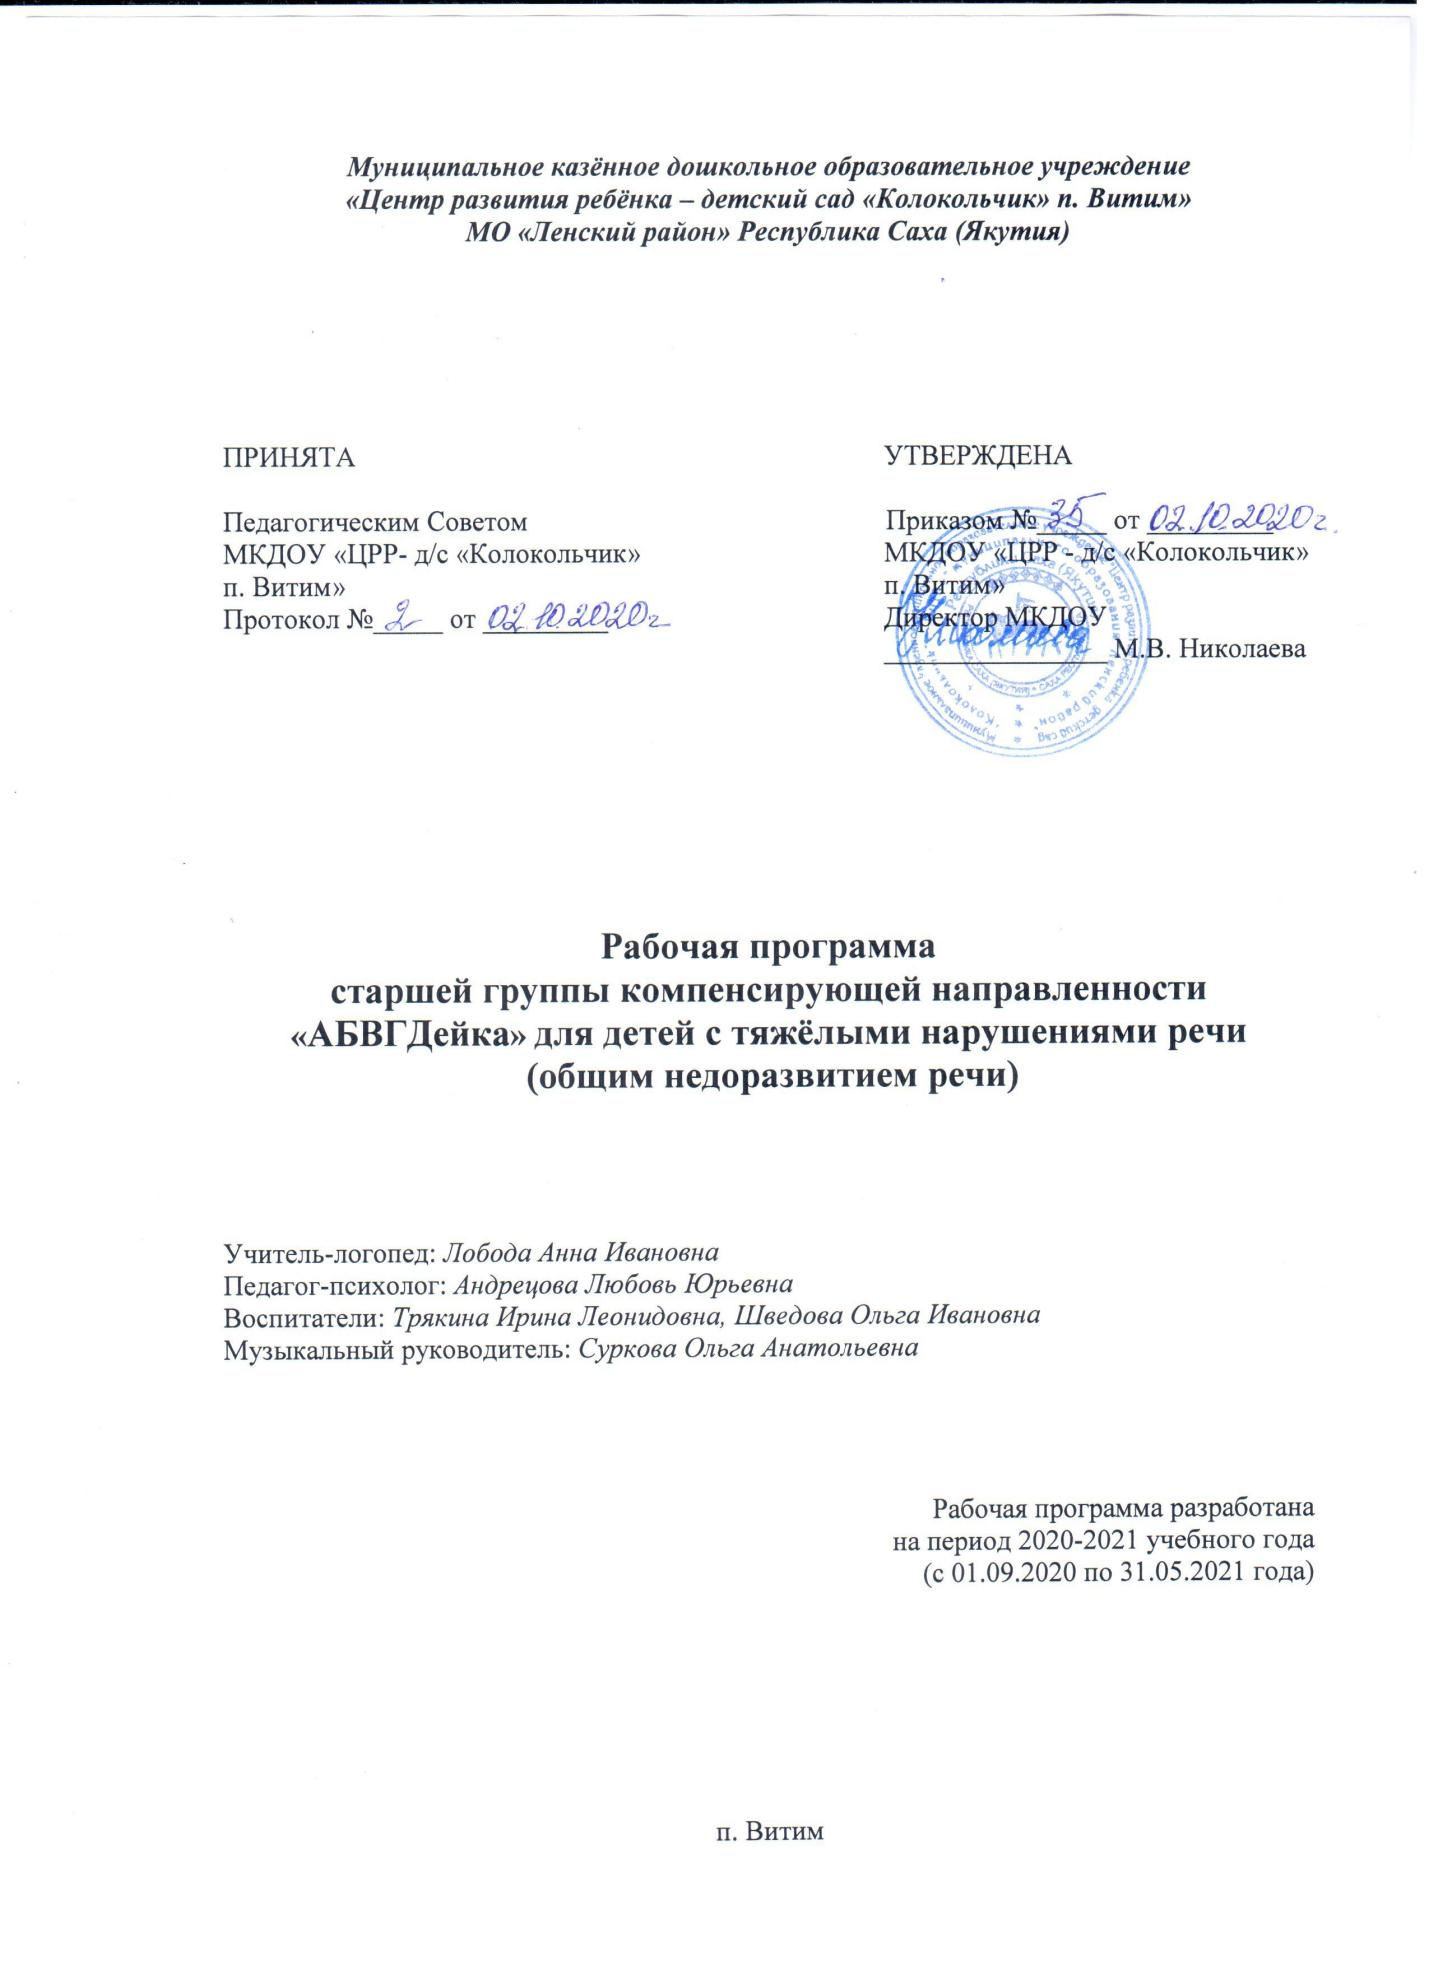 Муниципальное казённое дошкольное образовательное учреждение
«Центр развития ребёнка – детский сад «Колокольчик» п. Витим»
МО «Ленский район» Республика Саха (Якутия)
ПРИНЯТА
Педагогическим Советом
МКДОУ «ЦРР- д/с «Колокольчик»
п. Витим»
Протокол № 2 от 02.10.2020 г
УТВЕРЖДЕНА
Приказом № 35 от 02.10.2020 г.
МКДОУ «ЦРР - д/с «Колокольчик»
п. Витим»
Директор МКДОУ
М.В. Николаева
Рабочая программа
старшей группы компенсирующей направленности
«АБВГДейка» для детей с тяжёлыми нарушениями речи
(общим недоразвитием речи)
Учитель-логопед: Лобода Анна Ивановна
Педагог-психолог: Андрецова Любовь Юрьевна
Воспитатели: Трякина Ирина Леонидовна, Шведова Ольга Ивановна
Музыкальный руководитель: Суркова Ольга Анатольевна
Рабочая программа разработана
на период 2020-2021 учебного года
(с 01.09.2020 по 31.05.2021 года)
п. Витим